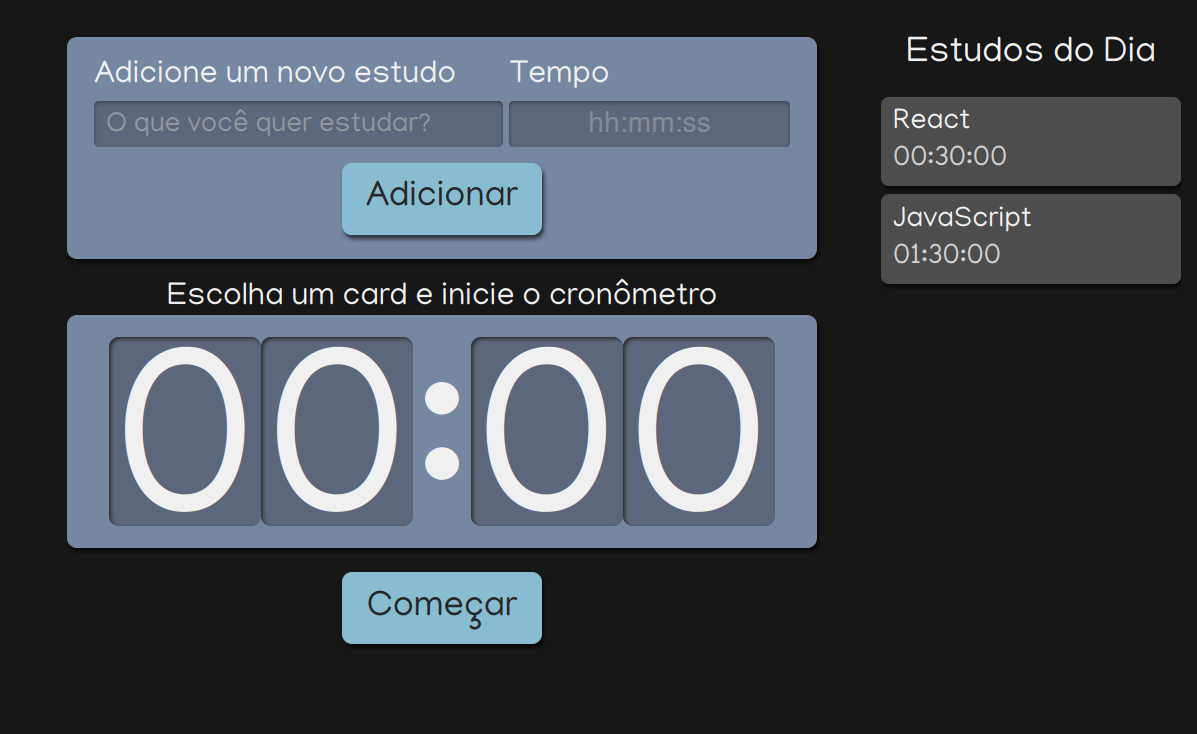 Adicione um novo estudo
Tempo
O que você quer estudar?
hh:mm:ss
Adicionar
Escolha um card e inicie o cronômetro
00:00
Começar
Estudos do Dia
React
00:30:00
JavaScript
01:30:00